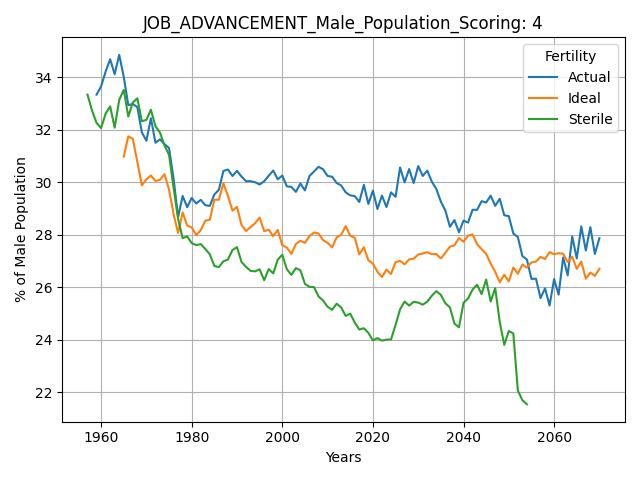 JOB_ADVANCEMENT_Male_Population_Scoring: 4
Fertility
Actual
Ideal
Sterile
% of Male Population
34
32
30
28
26
24
22
1960 1980 2000 2020 2040 2060
Years